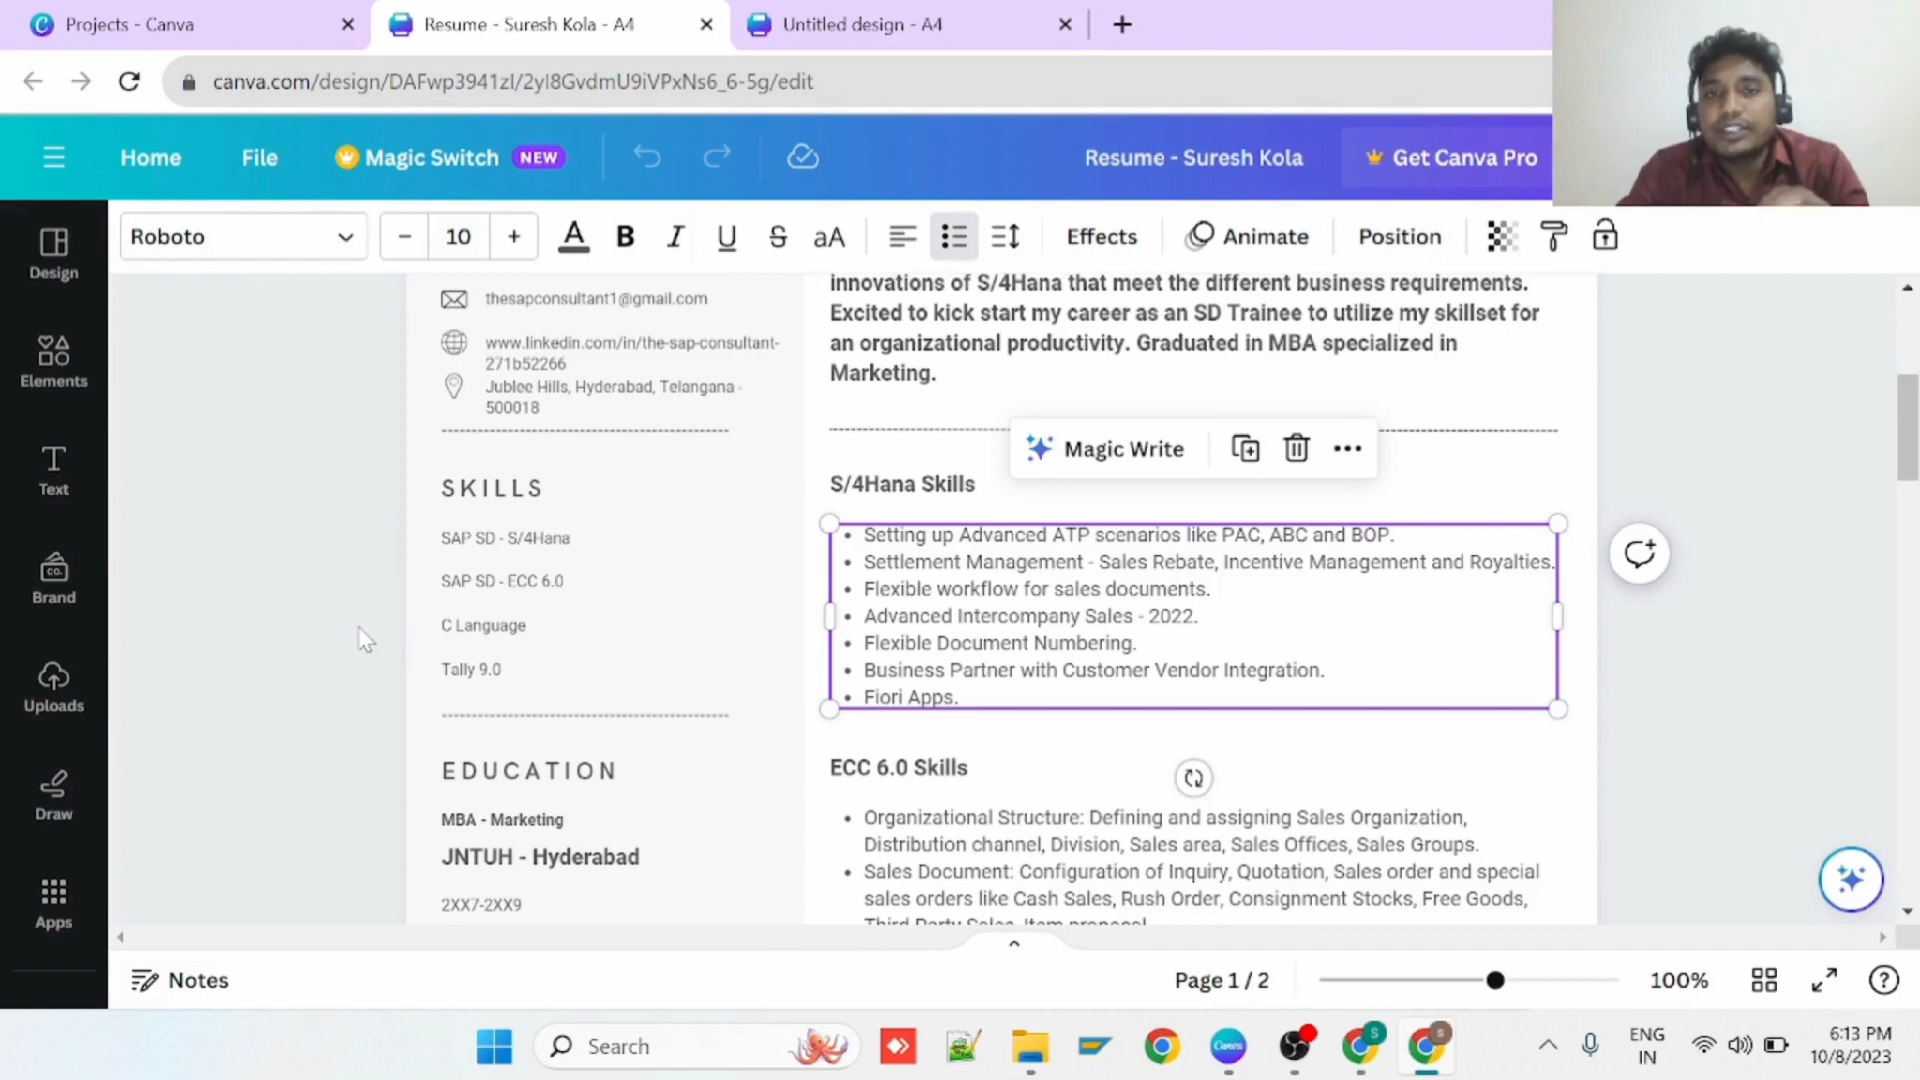 Projects - Canva
Resume - Suresh Kola - A4
Untitled design - A4
canva.com/design/DAFwp3941zI/2yI8GvdmU9iVPxNs6_6-5g/edit
Home
File
Magic Switch NEW
Resume - Suresh Kola
Get Canva Pro
Roboto
10
A
B
I
U
S
aA
Effects
Animate
Position
Design
Elements
Text
Brand
Uploads
Draw
Apps
thesapconsultant1@gmail.com
www.linkedin.com/in/the-sap-consultant-
271b52266
Jublee Hills, Hyderabad, Telangana -
500018
SKILLS
SAP SD - S/4Hana
SAP SD - ECC 6.0
C Language
Tally 9.0
EDUCATION
MBA - Marketing
JNTUH - Hyderabad
2XX7-2XX9
innovations of S/4Hana that meet the different business requirements.
Excited to kick start my career as an SD Trainee to utilize my skillset for
an organizational productivity. Graduated in MBA specialized in
Marketing.
Magic Write
S/4Hana Skills
• Setting up Advanced ATP scenarios like PAC, ABC and BOP.
• Settlement Management - Sales Rebate, Incentive Management and Royalties.
• Flexible workflow for sales documents.
• Advanced Intercompany Sales - 2022.
• Flexible Document Numbering.
• Business Partner with Customer Vendor Integration.
• Fiori Apps.
ECC 6.0 Skills
• Organizational Structure: Defining and assigning Sales Organization,
Distribution channel, Division, Sales area, Sales Offices, Sales Groups.
• Sales Document: Configuration of Inquiry, Quotation, Sales order and special
sales orders like Cash Sales, Rush Order, Consignment Stocks, Free Goods,
Third Party Sales, Item proposal
Notes
Page 1 / 2
100%
Search
ENG
IN
6:13 PM
10/8/2023